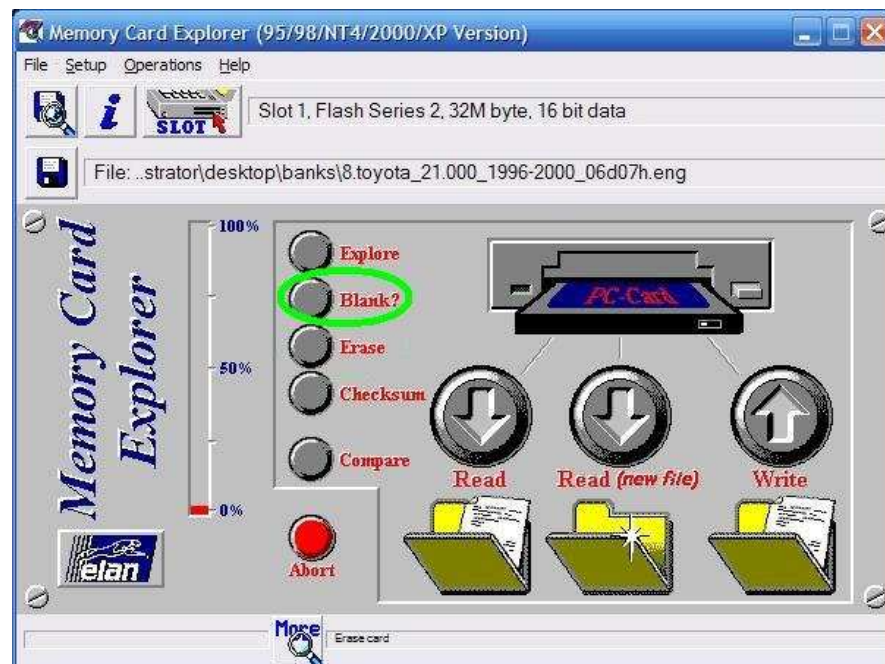 Memory Card Explorer (95/98/NT4/2000/XP Version)
File Setup Operations Help
SLOT
Slot 1, Flash Series 2, 32M byte, 16 bit data
File: ..strator\desktop\banks\8.toyota_21.000_1996-2000_06d07h.eng
Memory Card
Explorer
100%
50%
0%
Explore
Blank?
Erase
Checksum
Compare
Abort
PC-Card
Read
Read (new file)
Write
elan
More
Erase card